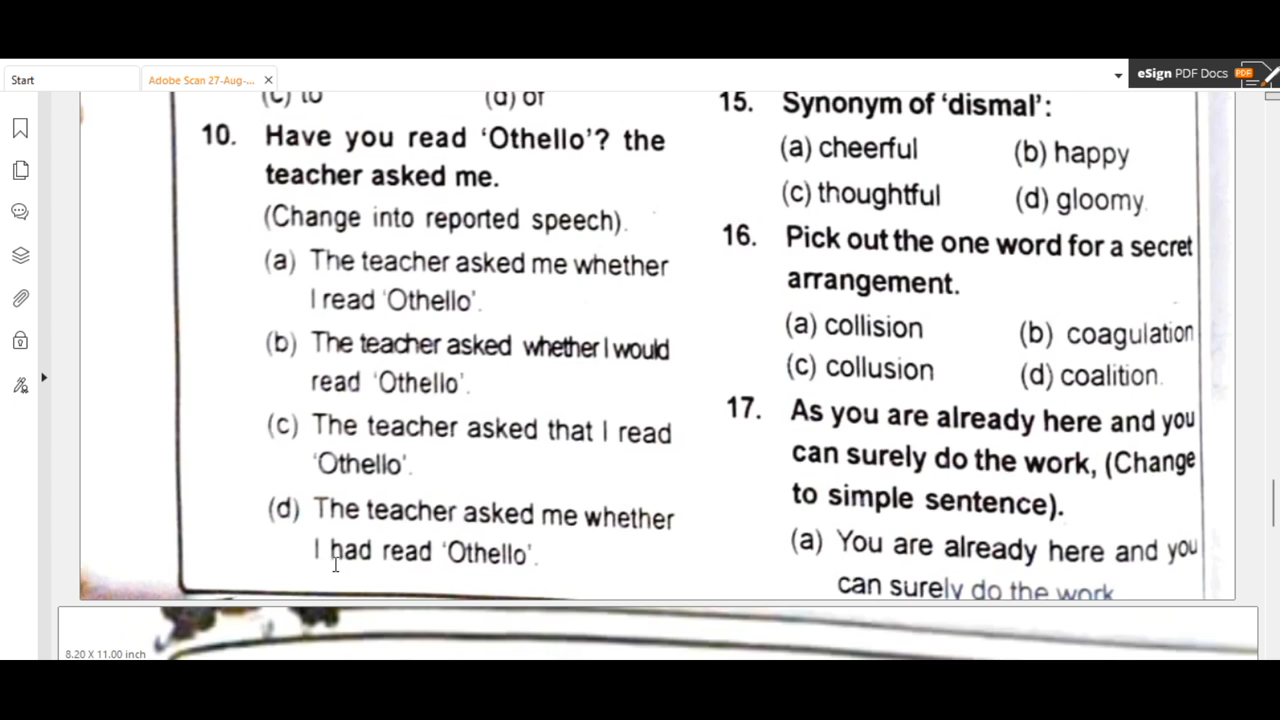 Start
Adobe Scan 27-Aug-...
eSign PDF Docs
(c) to (d) of
10. Have you read 'Othello'? the
teacher asked me.
(Change into reported speech).
(a) The teacher asked me whether
I read 'Othello'.
(b) The teacher asked whether I would
read 'Othello'.
(c) The teacher asked that I read
'Othello'.
(d) The teacher asked me whether
I had read 'Othello'.
15. Synonym of 'dismal':
(a) cheerful (b) happy
(c) thoughtful (d) gloomy.
16. Pick out the one word for a secret
arrangement.
(a) collision (b) coagulation
(c) collusion (d) coalition.
17. As you are already here and you
can surely do the work, (Change
to simple sentence).
(a) You are already here and you
can surely do the work
8.20 X 11.00 inch